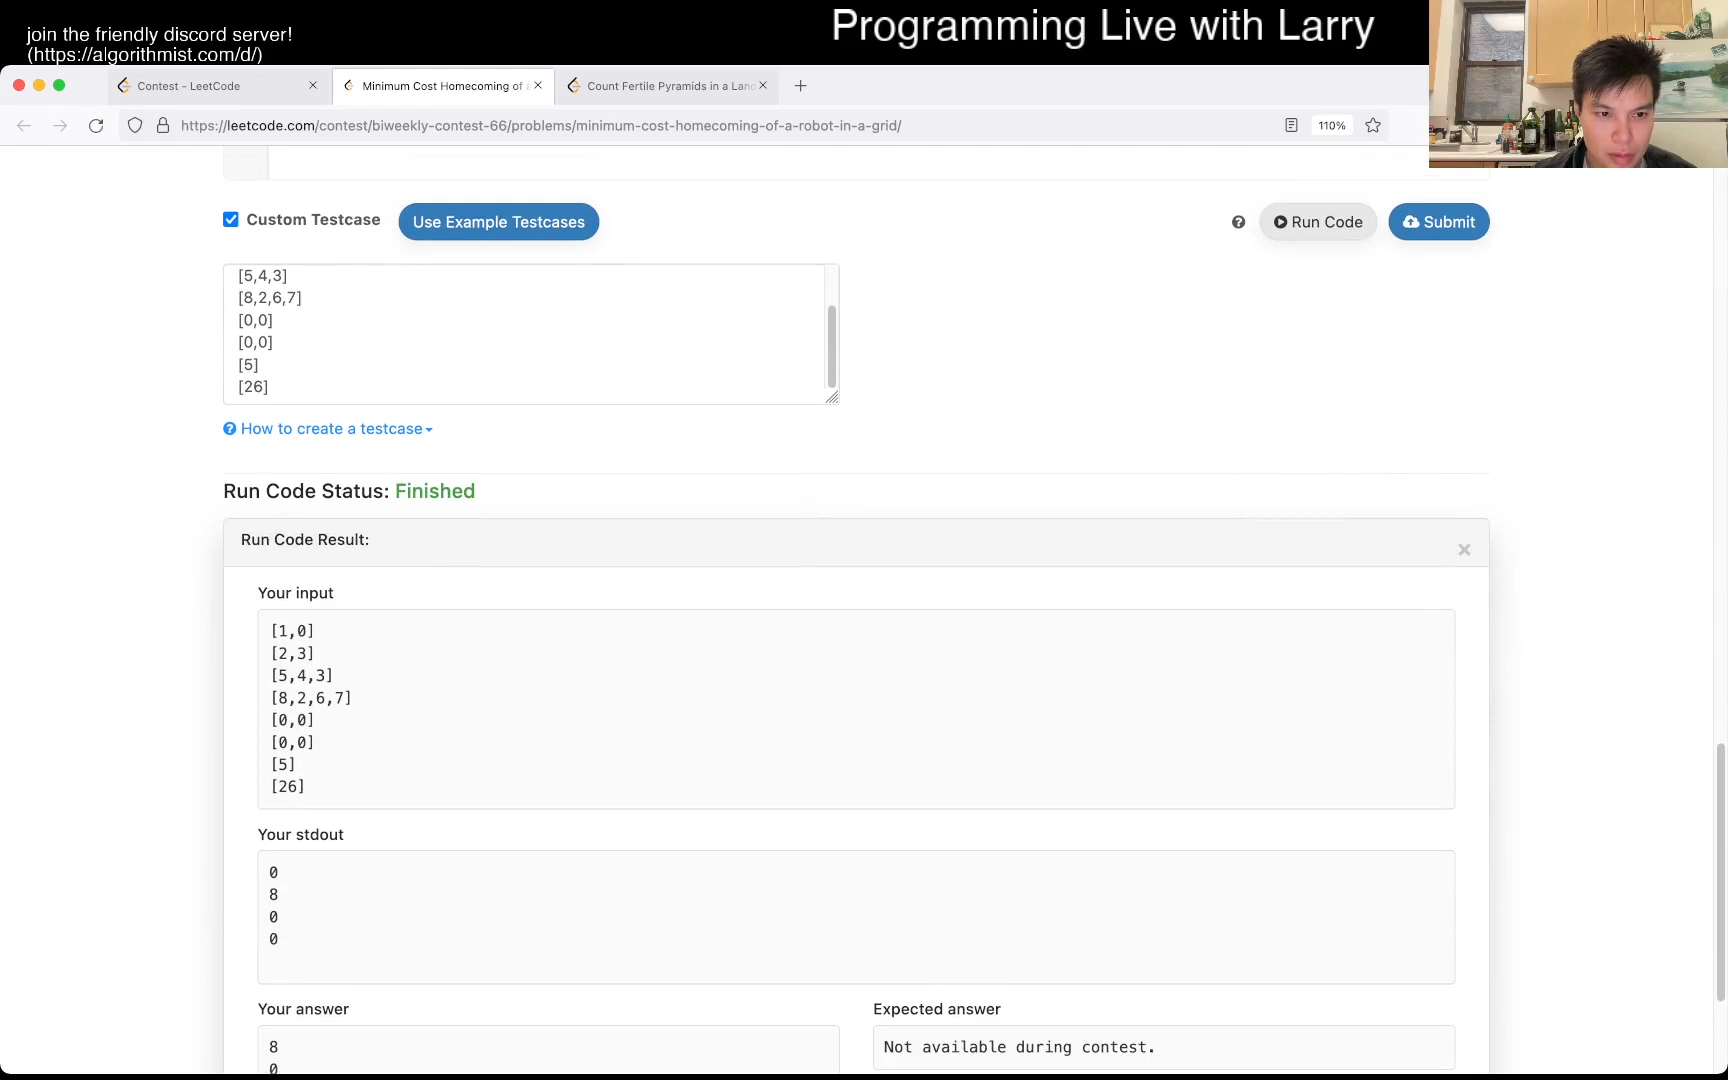 join the friendly discord server!
(https://algorithmist.com/d/)
Programming Live with Larry
Contest - LeetCode
Minimum Cost Homecoming of a
Count Fertile Pyramids in a Lan
https://leetcode.com/contest/biweekly-contest-66/problems/minimum-cost-homecoming-of-a-robot-in-a-grid/
110%
Custom Testcase
Use Example Testcases
Run Code
Submit
[5,4,3]
[8,2,6,7]
[0,0]
[0,0]
[5]
[26]
How to create a testcase
Run Code Status: Finished
Run Code Result:
Your input
[1,0]
[2,3]
[5,4,3]
[8,2,6,7]
[0,0]
[0,0]
[5]
[26]
Your stdout
0
8
0
0
Your answer
Expected answer
8
Not available during contest.
0